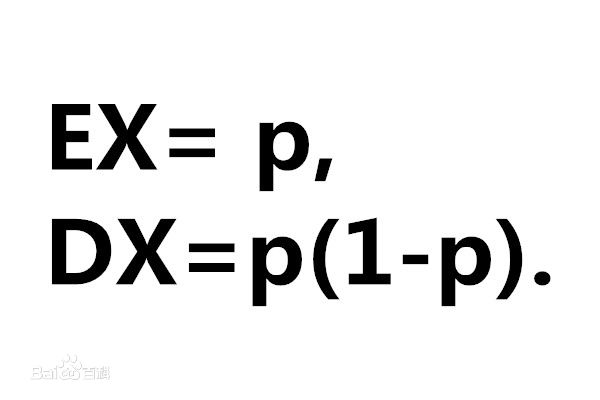 EX= p,
DX=p(1-p).
Bai百科